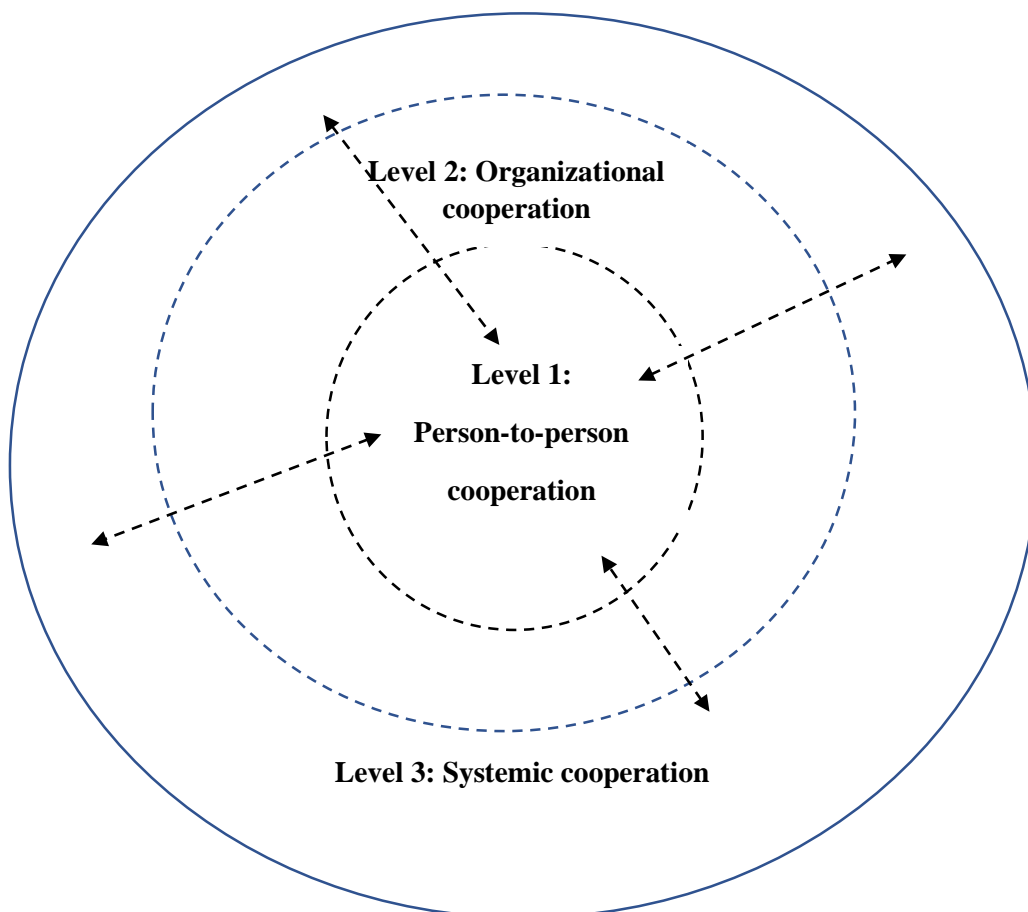 Level 2: Organizational
cooperation
Level 1:
Person-to-person
cooperation
Level 3: Systemic cooperation